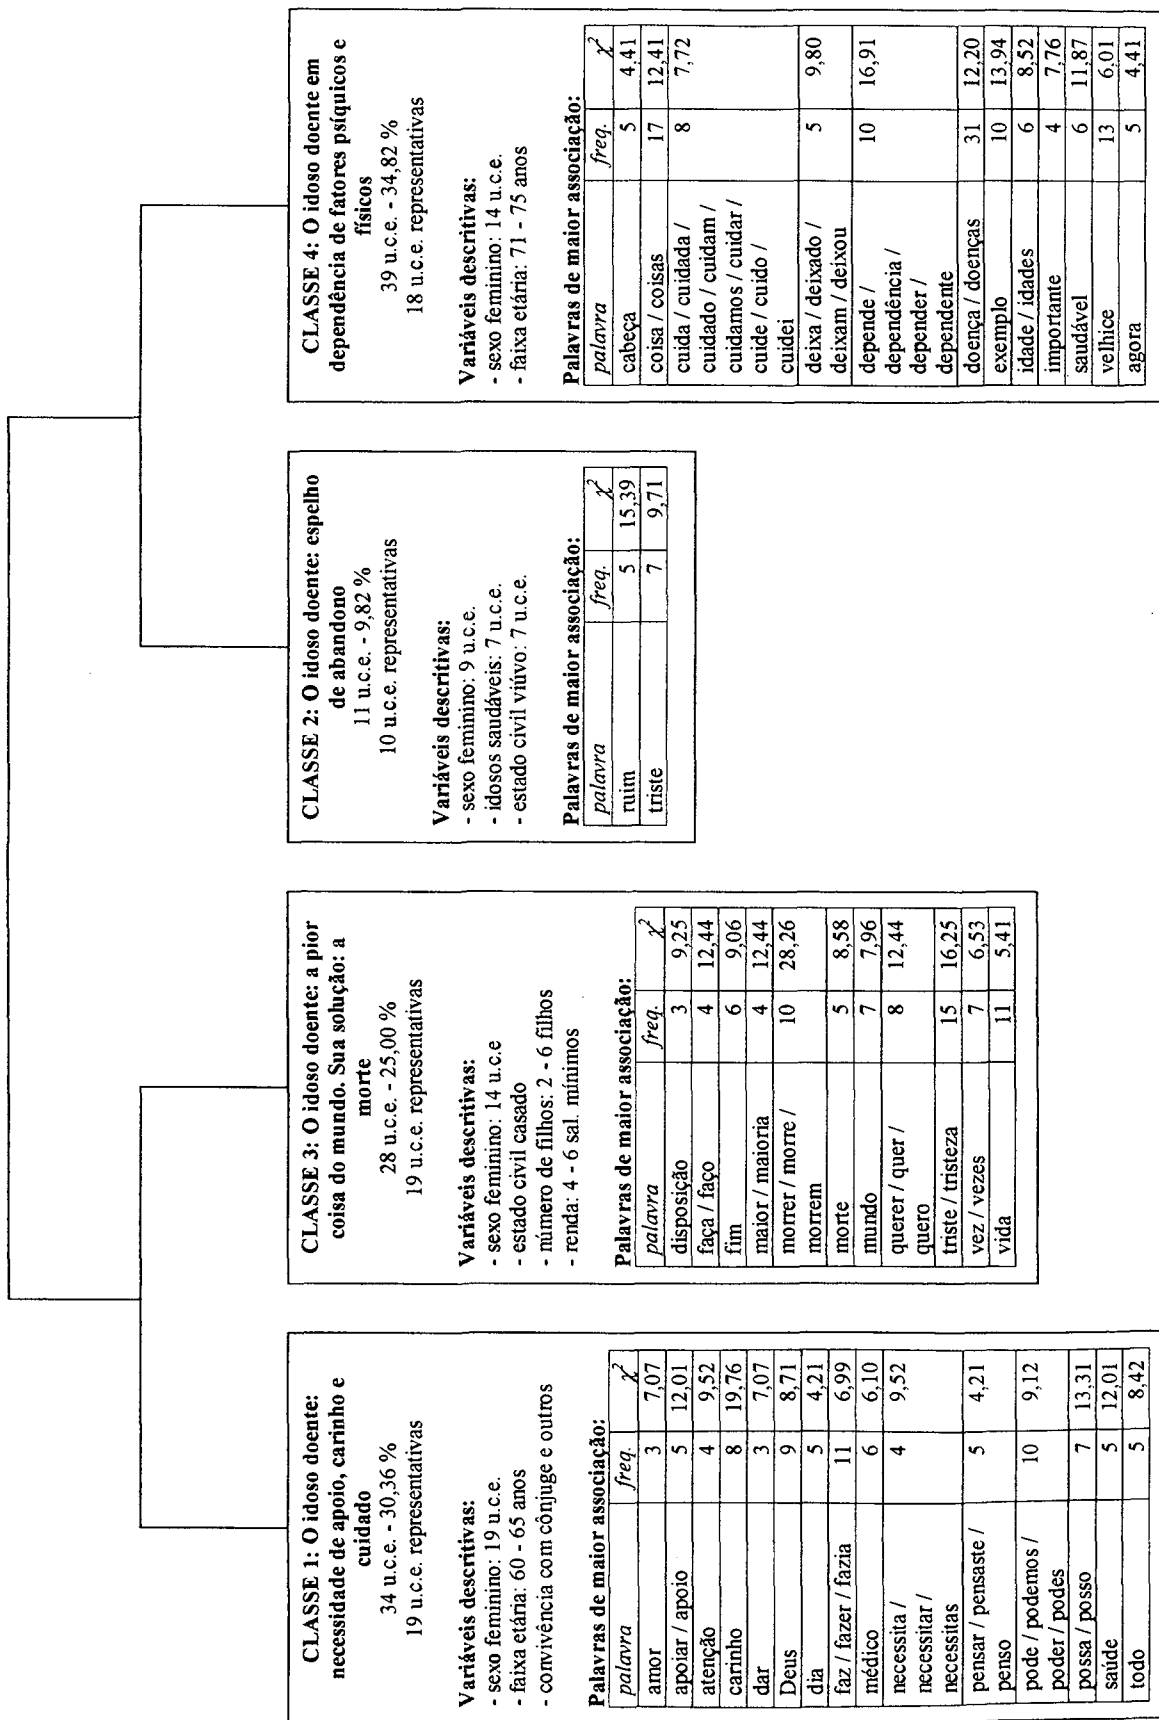 CLASSE 1: O idoso doente:
necessidade de apoio, carinho e
cuidado
34 u.c.e. - 30,36 %
19 u.c.e. representativas
Variáveis descritivas:
- sexo feminino: 19 u.c.e.
- faixa etária: 60 - 65 anos
- convivência com cônjuge e outros
Palavras de maior associação:
palavra freq. χ²
amor 3 7,07
apoiar / apoio 5 12,01
atenção 4 9,52
carinho 8 19,76
dar 3 7,07
Deus 9 8,71
dia 5 4,21
faz / fazer / fazia 11 6,99
médico 6 6,10
necessita / 4 9,52
necessitar /
necessitas
pensar / pensaste / 5 4,21
penso
pode / podemos / 10 9,12
poder / podes
possa / posso 7 13,31
saúde 5 12,01
todo 5 8,42
CLASSE 3: O idoso doente: a pior
coisa do mundo. Sua solução: a
morte
28 u.c.e. - 25,00 %
19 u.c.e. representativas
Variáveis descritivas:
- sexo feminino: 14 u.c.e
- estado civil casado
- número de filhos: 2 - 6 filhos
- renda: 4 - 6 sal. mínimos
Palavras de maior associação:
palavra freq. χ²
disposição 3 9,25
faça / faço 4 12,44
fim 6 9,06
maior / maioria 4 12,44
morrer / morre / 10 28,26
morrem
morte 5 8,58
mundo 7 7,96
querer / quer / 8 12,44
quero
triste / tristeza 15 16,25
vez / vezes 7 6,53
vida 11 5,41
CLASSE 2: O idoso doente: espelho
de abandono
11 u.c.e. - 9,82 %
10 u.c.e. representativas
Variáveis descritivas:
- sexo feminino: 9 u.c.e.
- idosos saudáveis: 7 u.c.e.
- estado civil viúvo: 7 u.c.e.
Palavras de maior associação:
palavra freq. χ²
ruim 5 15,39
triste 7 9,71
CLASSE 4: O idoso doente em
dependência de fatores psíquicos e
físicos
39 u.c.e. - 34,82 %
18 u.c.e. representativas
Variáveis descritivas:
- sexo feminino: 14 u.c.e.
- faixa etária: 71 - 75 anos
Palavras de maior associação:
palavra freq. χ²
cabeça 5 4,41
coisa / coisas 17 12,41
cuida / cuidada / 8 7,72
cuidado / cuidam /
cuidamos / cuidar /
cuide / cuido /
cuidei
deixa / deixado / 5 9,80
deixam / deixou
depende / 10 16,91
dependência /
depender /
dependente
doença / doenças 31 12,20
exemplo 10 13,94
idade / idades 6 8,52
importante 4 7,76
saudável 6 11,87
velhice 13 6,01
agora 5 4,41